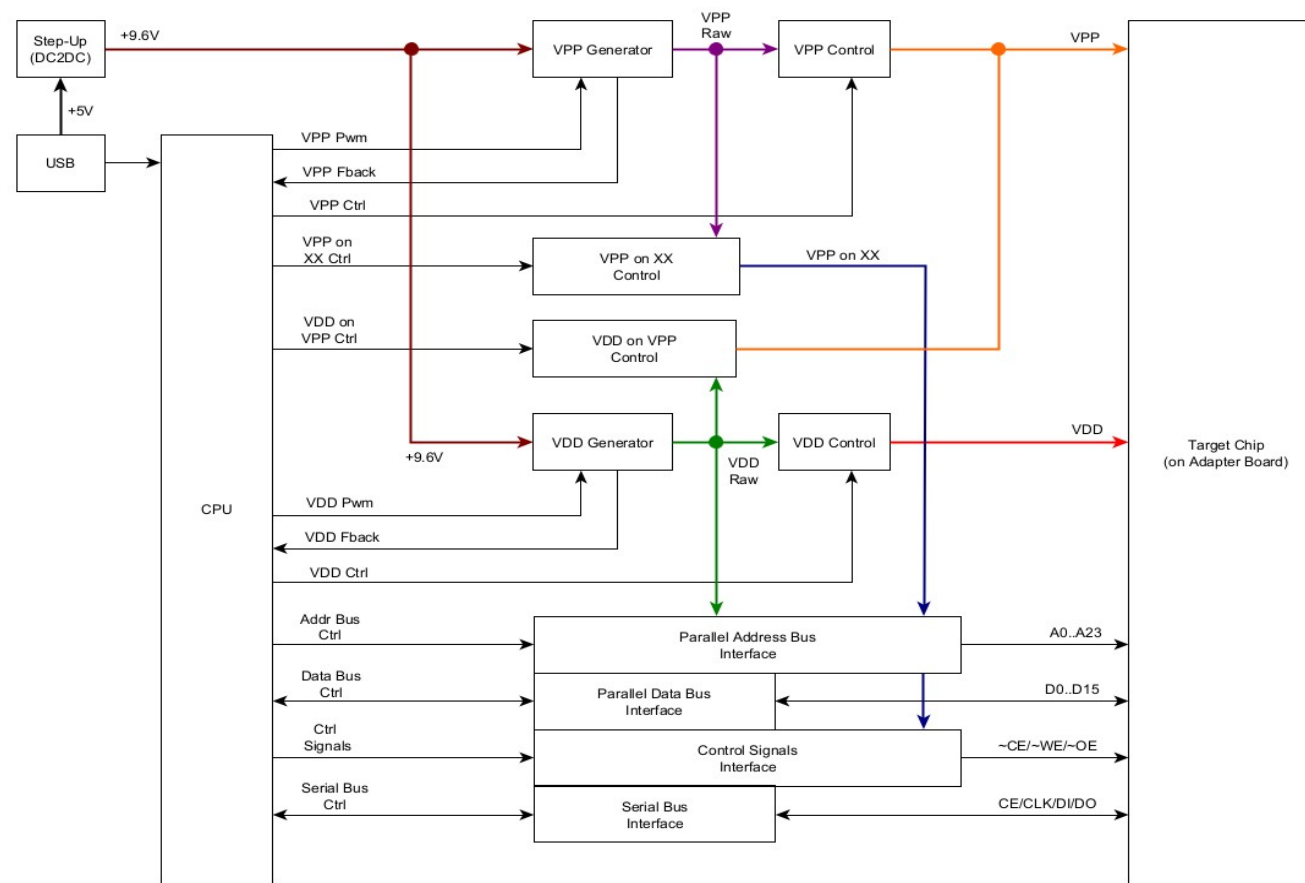 Step-Up
(DC2DC)
+9.6V
VPP Generator
VPP
Raw
VPP Control
VPP
+5V
USB
VPP Pwm
VPP Fback
VPP Ctrl
VPP on
XX Ctrl
VPP on XX
Control
VPP on XX
VDD on
VPP Ctrl
VDD on VPP
Control
+9.6V
VDD Generator
VDD
Raw
VDD Control
VDD
Target Chip
(on Adapter Board)
CPU
VDD Pwm
VDD Fback
VDD Ctrl
Addr Bus
Ctrl
Parallel Address Bus
Interface
A0..A23
Data Bus
Ctrl
Parallel Data Bus
Interface
D0..D15
Ctrl
Signals
Control Signals
Interface
~CE/~WE/~OE
Serial Bus
Ctrl
Serial Bus
Interface
CE/CLK/DI/DO